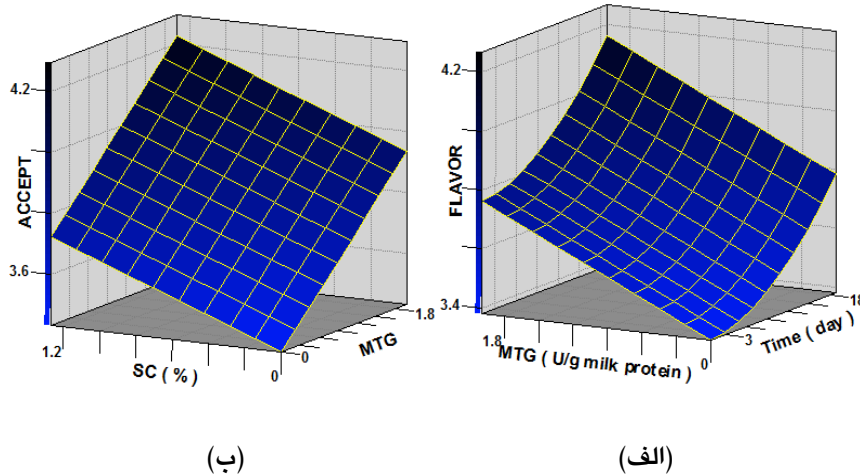 4.2
ACCEPT
3.6
1.2
SC ( % )
0
0
MTG
1.8
4.2
FLAVOR
3.4
1.8
MTG ( U/g milk protein )
0
3
Time ( day )
18
(ب)
(الف)